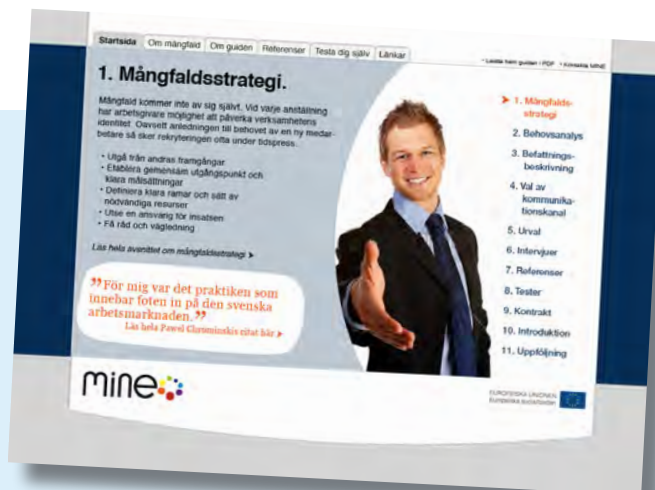 Startsida Om mångfald Om guiden Referenser Testa dig själv Länkar
• Ladda hem guiden i PDF • Kontakta MINE
1. Mångfaldsstrategi.
Mångfald kommer inte av sig självt. Vid varje anställning
har arbetsgivare möjlighet att påverka verksamhetens
identitet. Oavsett anledningen till behovet av en ny medar-
betare så sker rekryteringen ofta under tidspress.
• Utgå från andras framgångar
• Etablera gemensam utgångspunkt och
klara målsättningar
• Definiera klara ramar och sätt av
nödvändiga resurser
• Utse en ansvarig för insatsen
• Få råd och vägledning
Läs hela avsnittet om mångfaldsstrategi >
”För mig var det praktiken som
innebar foten in på den svenska
arbetsmarknaden.”
Läs hela Pawel citat här >
> 1. Mångfalds-
strategi
2. Behovsanalys
3. Befattnings-
beskrivning
4. Val av
kommunika-
tionskanal
5. Urval
6. Intervjuer
7. Referenser
8. Tester
9. Kontrakt
10. Introduktion
11. Uppföljning
mine
EUROPEISKA UNIONEN
Europeiska socialfonden